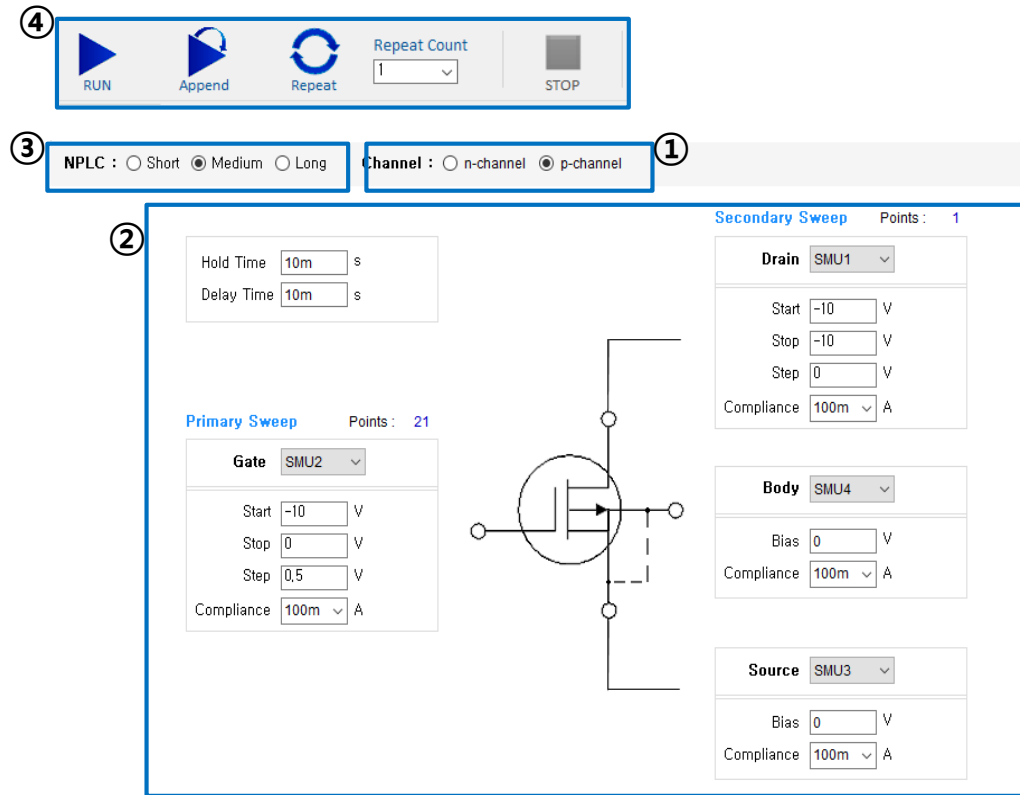 ④
RUN
Append
Repeat
Repeat Count
1
STOP
③
NPLC : Short Medium Long
Channel : n-channel p-channel
①
②
Hold Time 10m s
Delay Time 10m s
Primary Sweep Points : 21
Gate SMU2
Start -10 V
Stop 0 V
Step 0.5 V
Compliance 100m A
Secondary Sweep Points : 1
Drain SMU1
Start -10 V
Stop -10 V
Step 0 V
Compliance 100m A
Body SMU4
Bias 0 V
Compliance 100m A
Source SMU3
Bias 0 V
Compliance 100m A